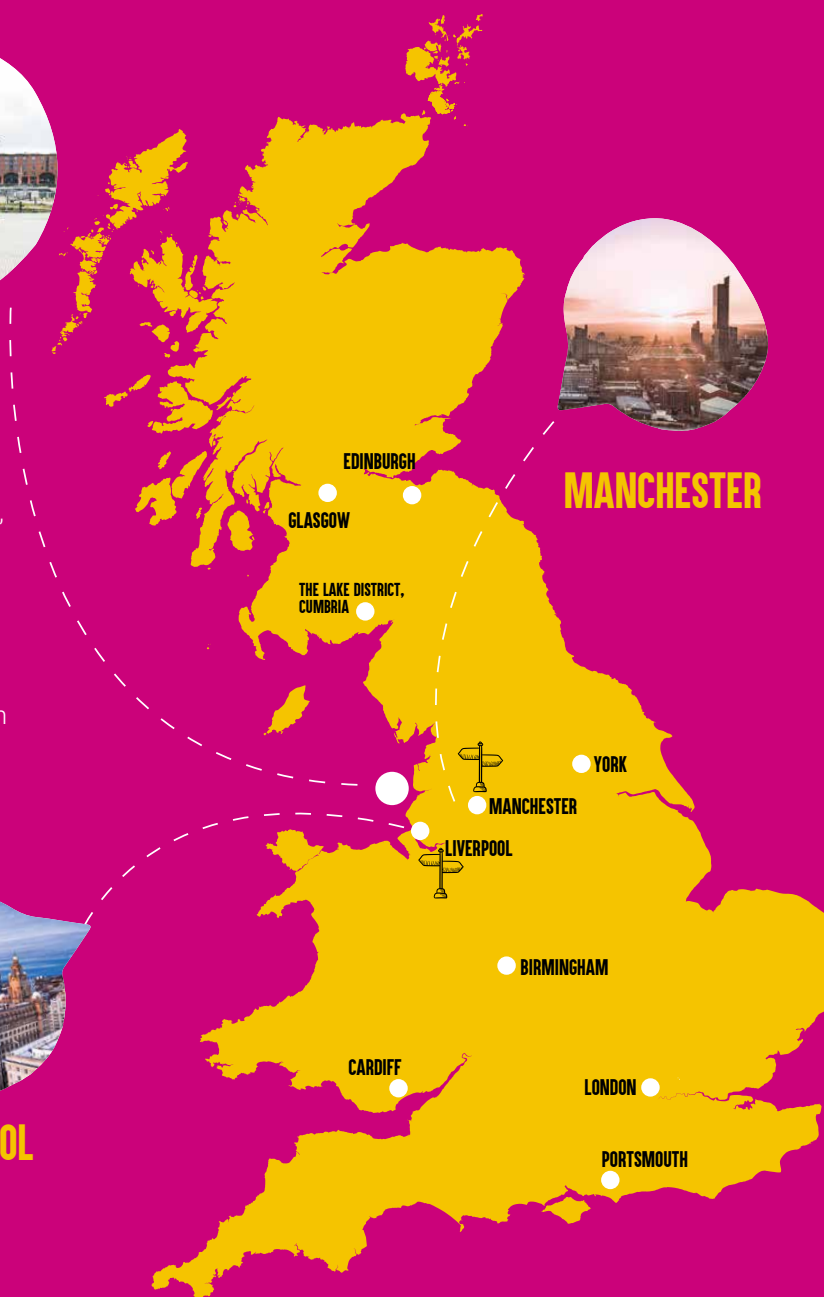 EDINBURGH
MANCHESTER
GLASGOW
THE LAKE DISTRICT,
CUMBRIA
n
YORK
MANCHESTER
LIVERPOOL
BIRMINGHAM
CARDIFF
LONDON
OL
PORTSMOUTH